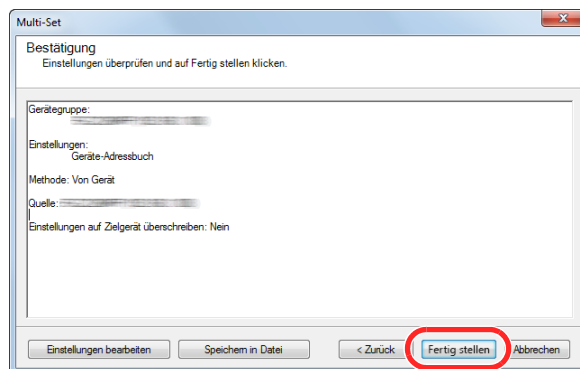 Multi-Set
Bestätigung
Einstellungen überprüfen und auf Fertig stellen klicken.
Gerätegruppe:
Einstellungen:
Geräte-Adressbuch
Methode: Von Gerät
Quelle:
Einstellungen auf Zielgerät überschreiben: Nein
Einstellungen bearbeiten
Speichern in Datei
< Zurück
Fertig stellen
Abbrechen